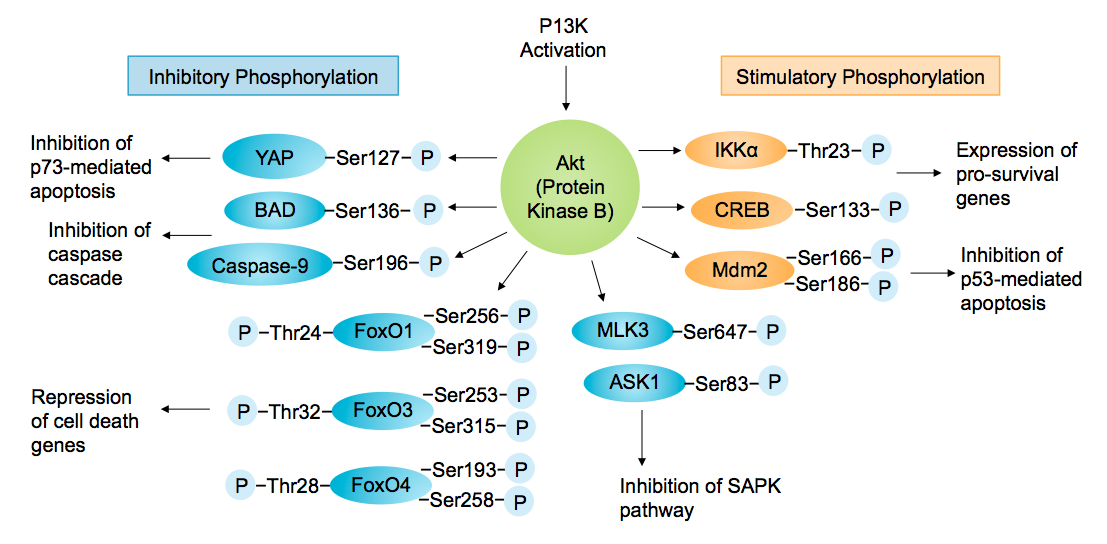 P13K
Activation
Inhibitory Phosphorylation
Stimulatory Phosphorylation
Akt
(Protein
Kinase B)
Inhibition of
p73-mediated
apoptosis
YAP Ser127 P
BAD Ser136 P
Inhibition of
caspase
cascade
Caspase-9 Ser196 P
P Thr24 FoxO1 Ser256 P
Ser319 P
Repression
of cell death
genes
P Thr32 FoxO3 Ser253 P
Ser315 P
P Thr28 FoxO4 Ser193 P
Ser258 P
MLK3 Ser647 P
ASK1 Ser83 P
Inhibition of SAPK
pathway
IKKα Thr23 P
CREB Ser133 P
Expression of
pro-survival
genes
Mdm2 Ser166 P
Ser186 P
Inhibition of
p53-mediated
apoptosis